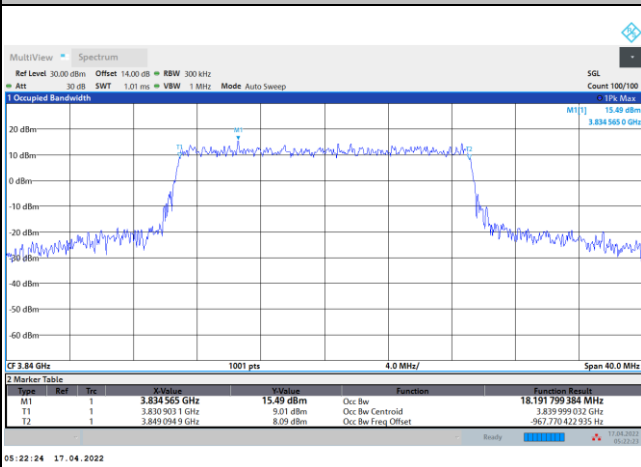 MultiView Spectrum
Ref Level 30.00 dBm Offset 14.00 dB RBW 300 kHz SGL
Att 30 dB SWT 1.01 ms VBW 1 MHz Mode Auto Sweep Count 100/100
1 Occupied Bandwidth 1Pk Max
M1[1] 15.49 dBm
3.834 565 0 GHz
20 dBm
M1
T1 T2
10 dBm
0 dBm
-10 dBm
-20 dBm
-30 dBm
-40 dBm
-50 dBm
-60 dBm
CF 3.84 GHz 1001 pts 4.0 MHz/ Span 40.0 MHz
2 Marker Table
Type Ref Trc X-Value Y-Value Function Function Result
M1 1 3.834 565 GHz 15.49 dBm Occ Bw 18.191 799 384 MHz
T1 1 3.830 903 1 GHz 9.01 dBm Occ Bw Centroid 3.839 999 032 GHz
T2 1 3.849 094 9 GHz 8.09 dBm Occ Bw Freq Offset -967.770 422 935 Hz
Ready 17.04.2022
05:22:23
05:22:24 17.04.2022